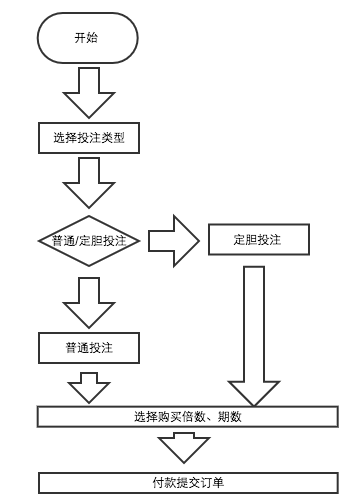 开始
选择投注类型
普通/定胆投注
定胆投注
普通投注
选择购买倍数、期数
付款提交订单